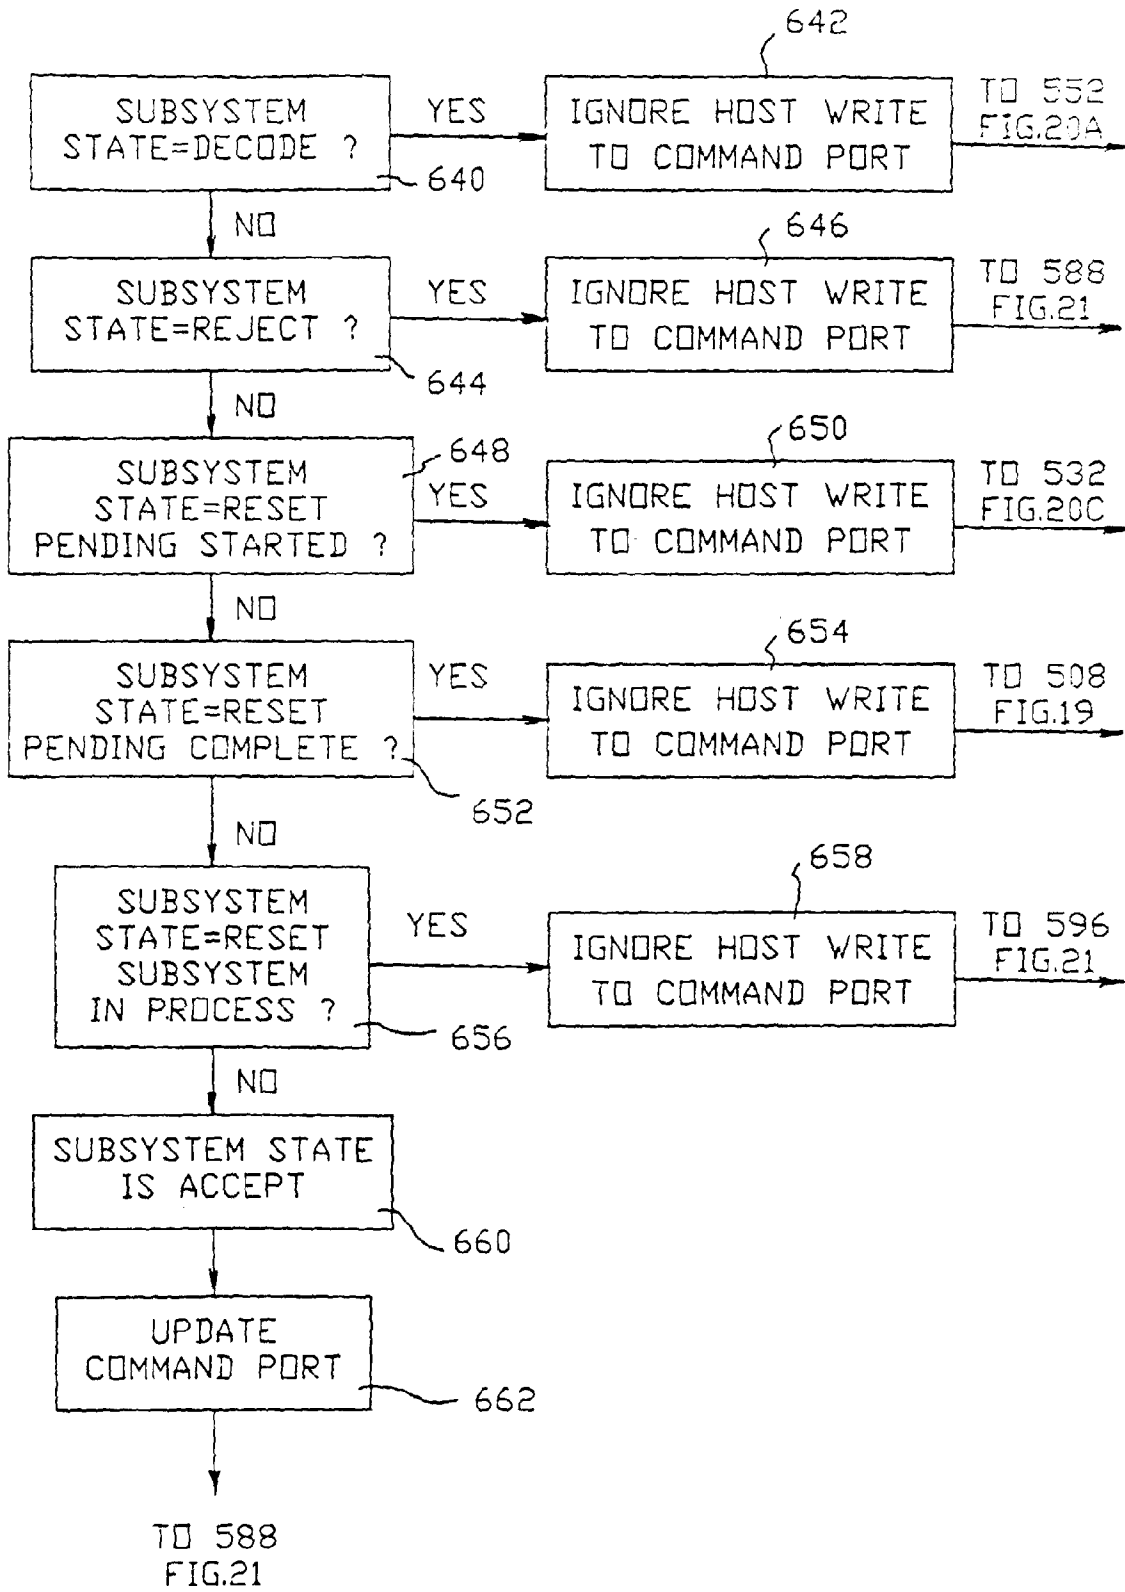 642
SUBSYSTEM
STATE=DECODE ?
640
YES
IGNORE HOST WRITE
TO COMMAND PORT
TO 552
FIG.20A
NO
646
SUBSYSTEM
STATE=REJECT ?
644
YES
IGNORE HOST WRITE
TO COMMAND PORT
TO 588
FIG.21
NO
650
SUBSYSTEM
STATE=RESET
PENDING STARTED ?
648
YES
IGNORE HOST WRITE
TO COMMAND PORT
TO 532
FIG.20C
NO
654
SUBSYSTEM
STATE=RESET
PENDING COMPLETE ?
652
YES
IGNORE HOST WRITE
TO COMMAND PORT
TO 508
FIG.19
NO
658
SUBSYSTEM
STATE=RESET
SUBSYSTEM
IN PROCESS ?
656
YES
IGNORE HOST WRITE
TO COMMAND PORT
TO 596
FIG.21
NO
SUBSYSTEM STATE
IS ACCEPT
660
UPDATE
COMMAND PORT
662
TO 588
FIG.21